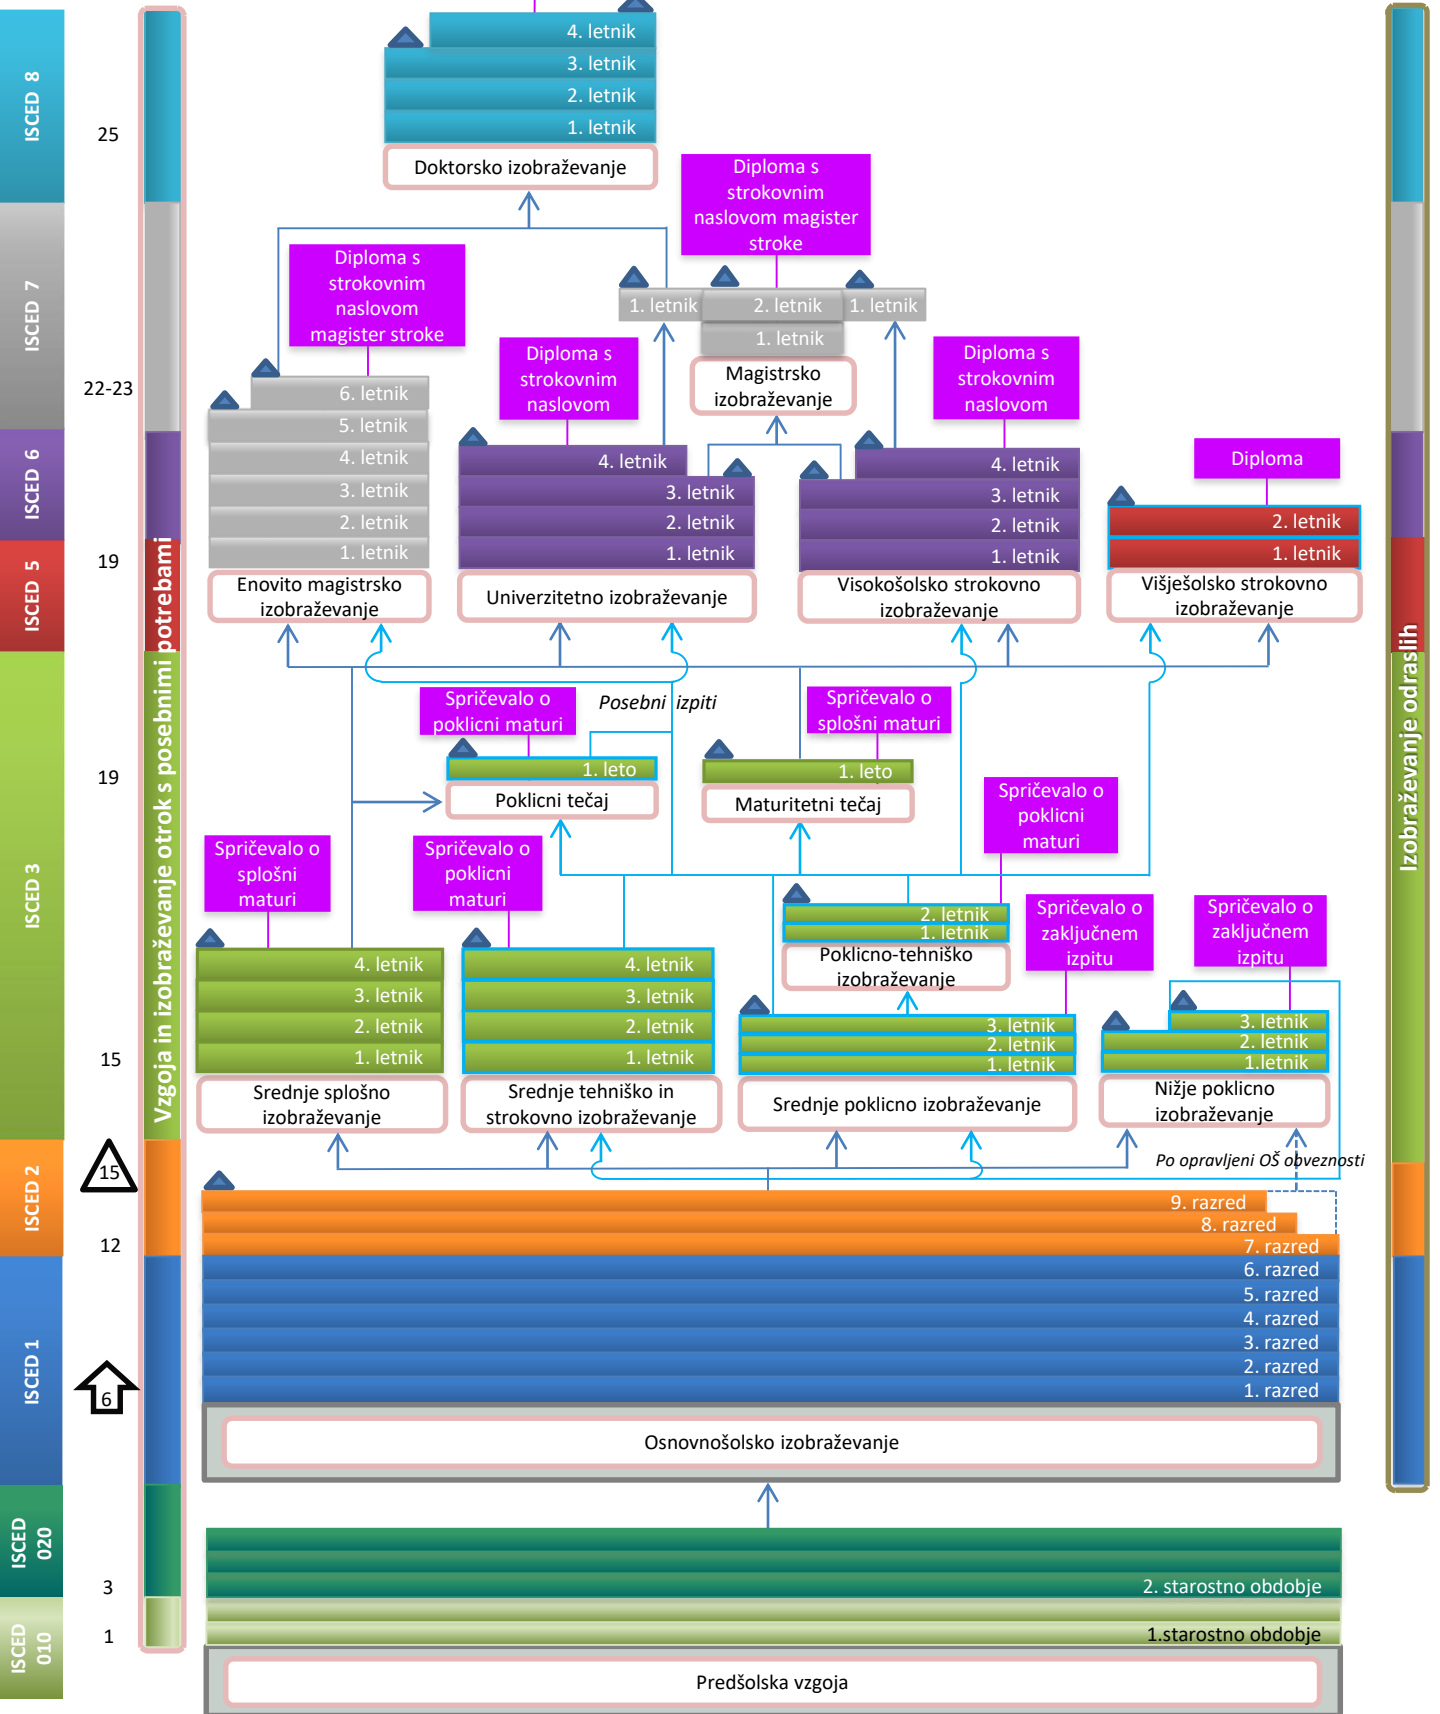 4. letnik
3. letnik
2. letnik
1. letnik
Doktorsko izobraževanje
ISCED 8
25
Diploma s
strokovnim
naslovom magister
stroke
Diploma s
strokovnim
naslovom
magister stroke
1. letnik
2. letnik
1. letnik
1. letnik
Magistrsko
izobraževanje
ISCED 7
22-23
Diploma s
strokovnim
naslovom
Diploma s
strokovnim
naslovom
6. letnik
5. letnik
4. letnik
3. letnik
2. letnik
1. letnik
Enovito magistrsko
izobraževanje
4. letnik
3. letnik
2. letnik
1. letnik
Univerzitetno izobraževanje
4. letnik
3. letnik
2. letnik
1. letnik
Visokošolsko strokovno
izobraževanje
Diploma
2. letnik
1. letnik
Višješolsko strokovno
izobraževanje
ISCED 6
ISCED 5
19
Vzgoja in izobraževanje otrok s posebnimi potrebami
Izobraževanje odraslih
Spričevalo o
poklicni maturi
Posebni izpiti
Spričevalo o
splošni maturi
1. leto
Poklicni tečaj
1. leto
Maturitetni tečaj
19
ISCED 3
Spričevalo o
poklicni
maturi
Spričevalo o
splošni
maturi
Spričevalo o
poklicni
maturi
Spričevalo o
zaključnem
izpitu
Spričevalo o
zaključnem
izpitu
2. letnik
1. letnik
Poklicno-tehniško
izobraževanje
4. letnik
3. letnik
2. letnik
1. letnik
Srednje splošno
izobraževanje
4. letnik
3. letnik
2. letnik
1. letnik
Srednje tehniško in
strokovno izobraževanje
3. letnik
2. letnik
1. letnik
Srednje poklicno izobraževanje
3. letnik
2. letnik
1.letnik
Nižje poklicno
izobraževanje
15
Po opravljeni OŠ obveznosti
ISCED 2
15
12
9. razred
8. razred
7. razred
6. razred
5. razred
4. razred
3. razred
2. razred
1. razred
ISCED 1
6
Osnovnošolsko izobraževanje
ISCED
020
3
2. starostno obdobje
ISCED
010
1
1.starostno obdobje
Predšolska vzgoja